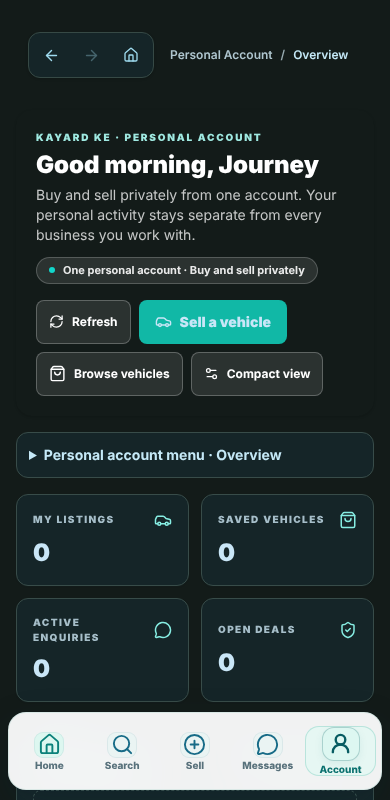 Personal Account / Overview
KAYARD KE · PERSONAL ACCOUNT
Good morning, Journey
Buy and sell privately from one account. Your
personal activity stays separate from every
business you work with.
One personal account · Buy and sell privately
Refresh
Sell a vehicle
Browse vehicles
Compact view
Personal account menu · Overview
MY LISTINGS
0
SAVED VEHICLES
0
ACTIVE
ENQUIRIES
0
OPEN DEALS
0
Home
Search
Sell
Messages
Account